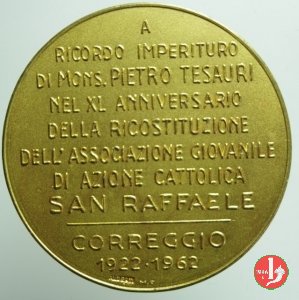 A
RICORDO IMPERITURO
DI MONS. PIETRO TESAURI
NEL XL ANNIVERSARIO
DELLA RICOSTITUZIONE
DELL'ASSOCIAZIONE GIOVANILE
DI AZIONE CATTOLICA
SAN RAFFAELE
CORREGGIO
1922·1962